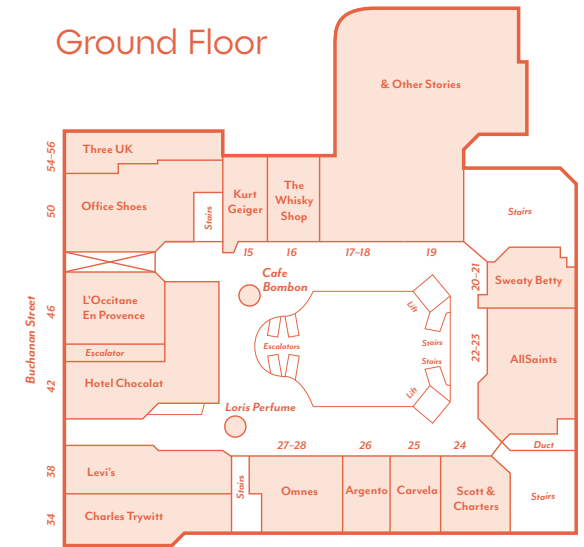 Ground Floor
& Other Stories
54–56
Three UK
50
Office Shoes
Stairs
Kurt
Geiger
The
Whisky
Shop
Stairs
15
16
17–18
19
Cafe
Bombon
20–21
Sweaty Betty
Buchanan Street
46
L'Occitane
En Provence
Escalator
42
Hotel Chocolat
Escalators
Lift
Stairs
Stairs
Lift
22–23
AllSaints
Loris Perfume
27–28
26
25
24
Duct
38
Levi's
34
Charles Trywitt
Stairs
Omnes
Argento
Carvela
Scott &
Charters
Stairs